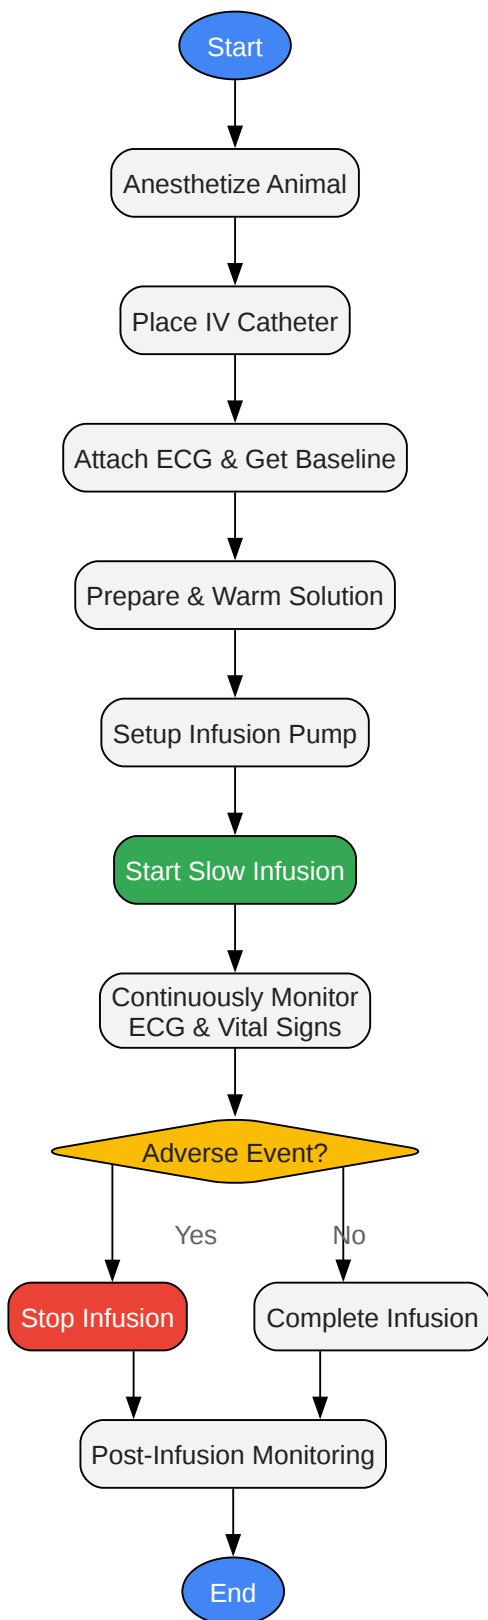 Start
Anesthetize Animal
Place IV Catheter
Attach ECG & Get Baseline
Prepare & Warm Solution
Setup Infusion Pump
Start Slow Infusion
Continuously Monitor
ECG & Vital Signs
Adverse Event?
Yes
No
Stop Infusion
Complete Infusion
Post-Infusion Monitoring
End